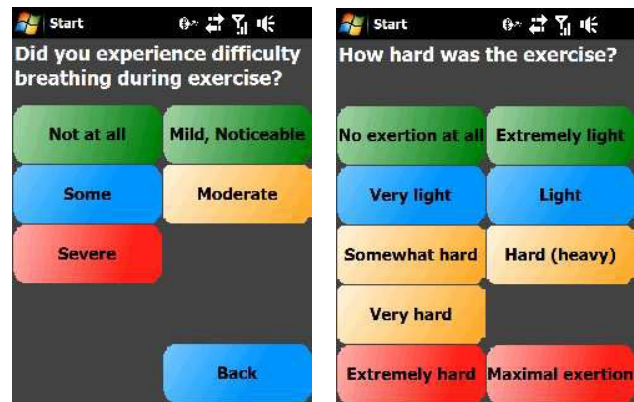 Start
Did you experience difficulty
breathing during exercise?
Not at all
Mild, Noticeable
Some
Moderate
Severe
Back
Start
How hard was the exercise?
No exertion at all
Extremely light
Very light
Light
Somewhat hard
Hard (heavy)
Very hard
Extremely hard
Maximal exertion